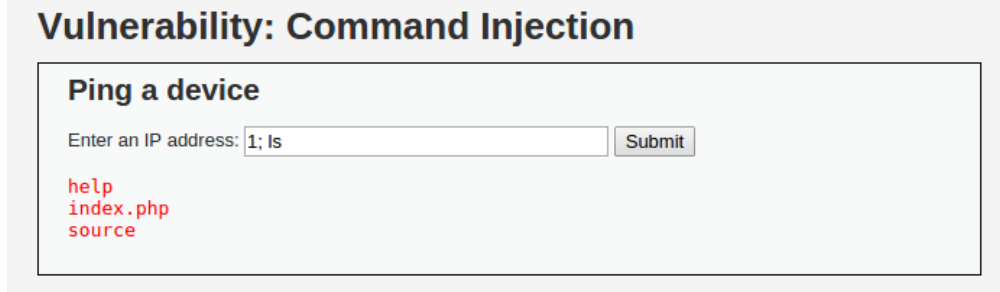 Vulnerability: Command Injection
Ping a device
Enter an IP address: 1; ls Submit
help
index.php
source